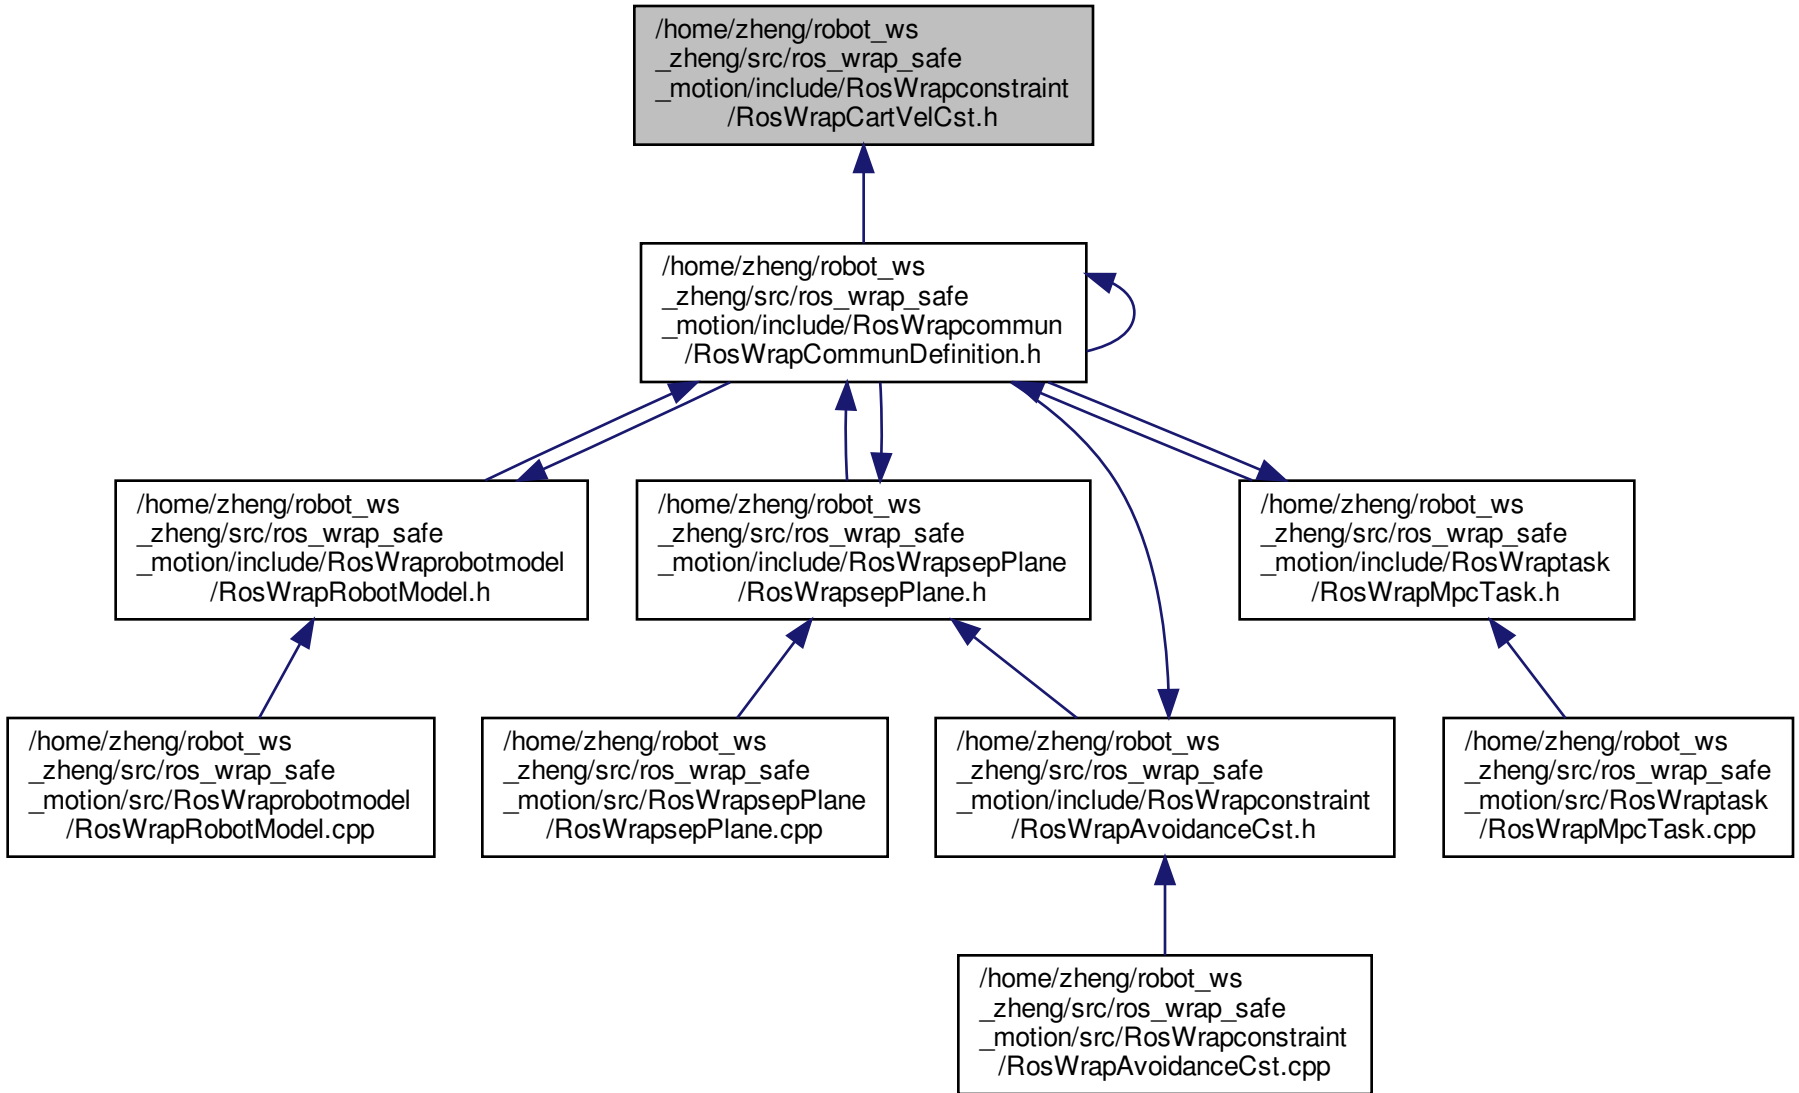 /home/zheng/robot_ws
_zheng/src/ros_wrap_safe
_motion/include/RosWrapconstraint
/RosWrapCartVelCst.h
/home/zheng/robot_ws
_zheng/src/ros_wrap_safe
_motion/include/RosWrapcommun
/RosWrapCommunDefinition.h
/home/zheng/robot_ws
_zheng/src/ros_wrap_safe
_motion/include/RosWraprobotmodel
/RosWrapRobotModel.h
/home/zheng/robot_ws
_zheng/src/ros_wrap_safe
_motion/include/RosWrapsepPlane
/RosWrapsepPlane.h
/home/zheng/robot_ws
_zheng/src/ros_wrap_safe
_motion/include/RosWraptask
/RosWrapMpcTask.h
/home/zheng/robot_ws
_zheng/src/ros_wrap_safe
_motion/src/RosWraprobotmodel
/RosWrapRobotModel.cpp
/home/zheng/robot_ws
_zheng/src/ros_wrap_safe
_motion/src/RosWrapsepPlane
/RosWrapsepPlane.cpp
/home/zheng/robot_ws
_zheng/src/ros_wrap_safe
_motion/include/RosWrapconstraint
/RosWrapAvoidanceCst.h
/home/zheng/robot_ws
_zheng/src/ros_wrap_safe
_motion/src/RosWraptask
/RosWrapMpcTask.cpp
/home/zheng/robot_ws
_zheng/src/ros_wrap_safe
_motion/src/RosWrapconstraint
/RosWrapAvoidanceCst.cpp